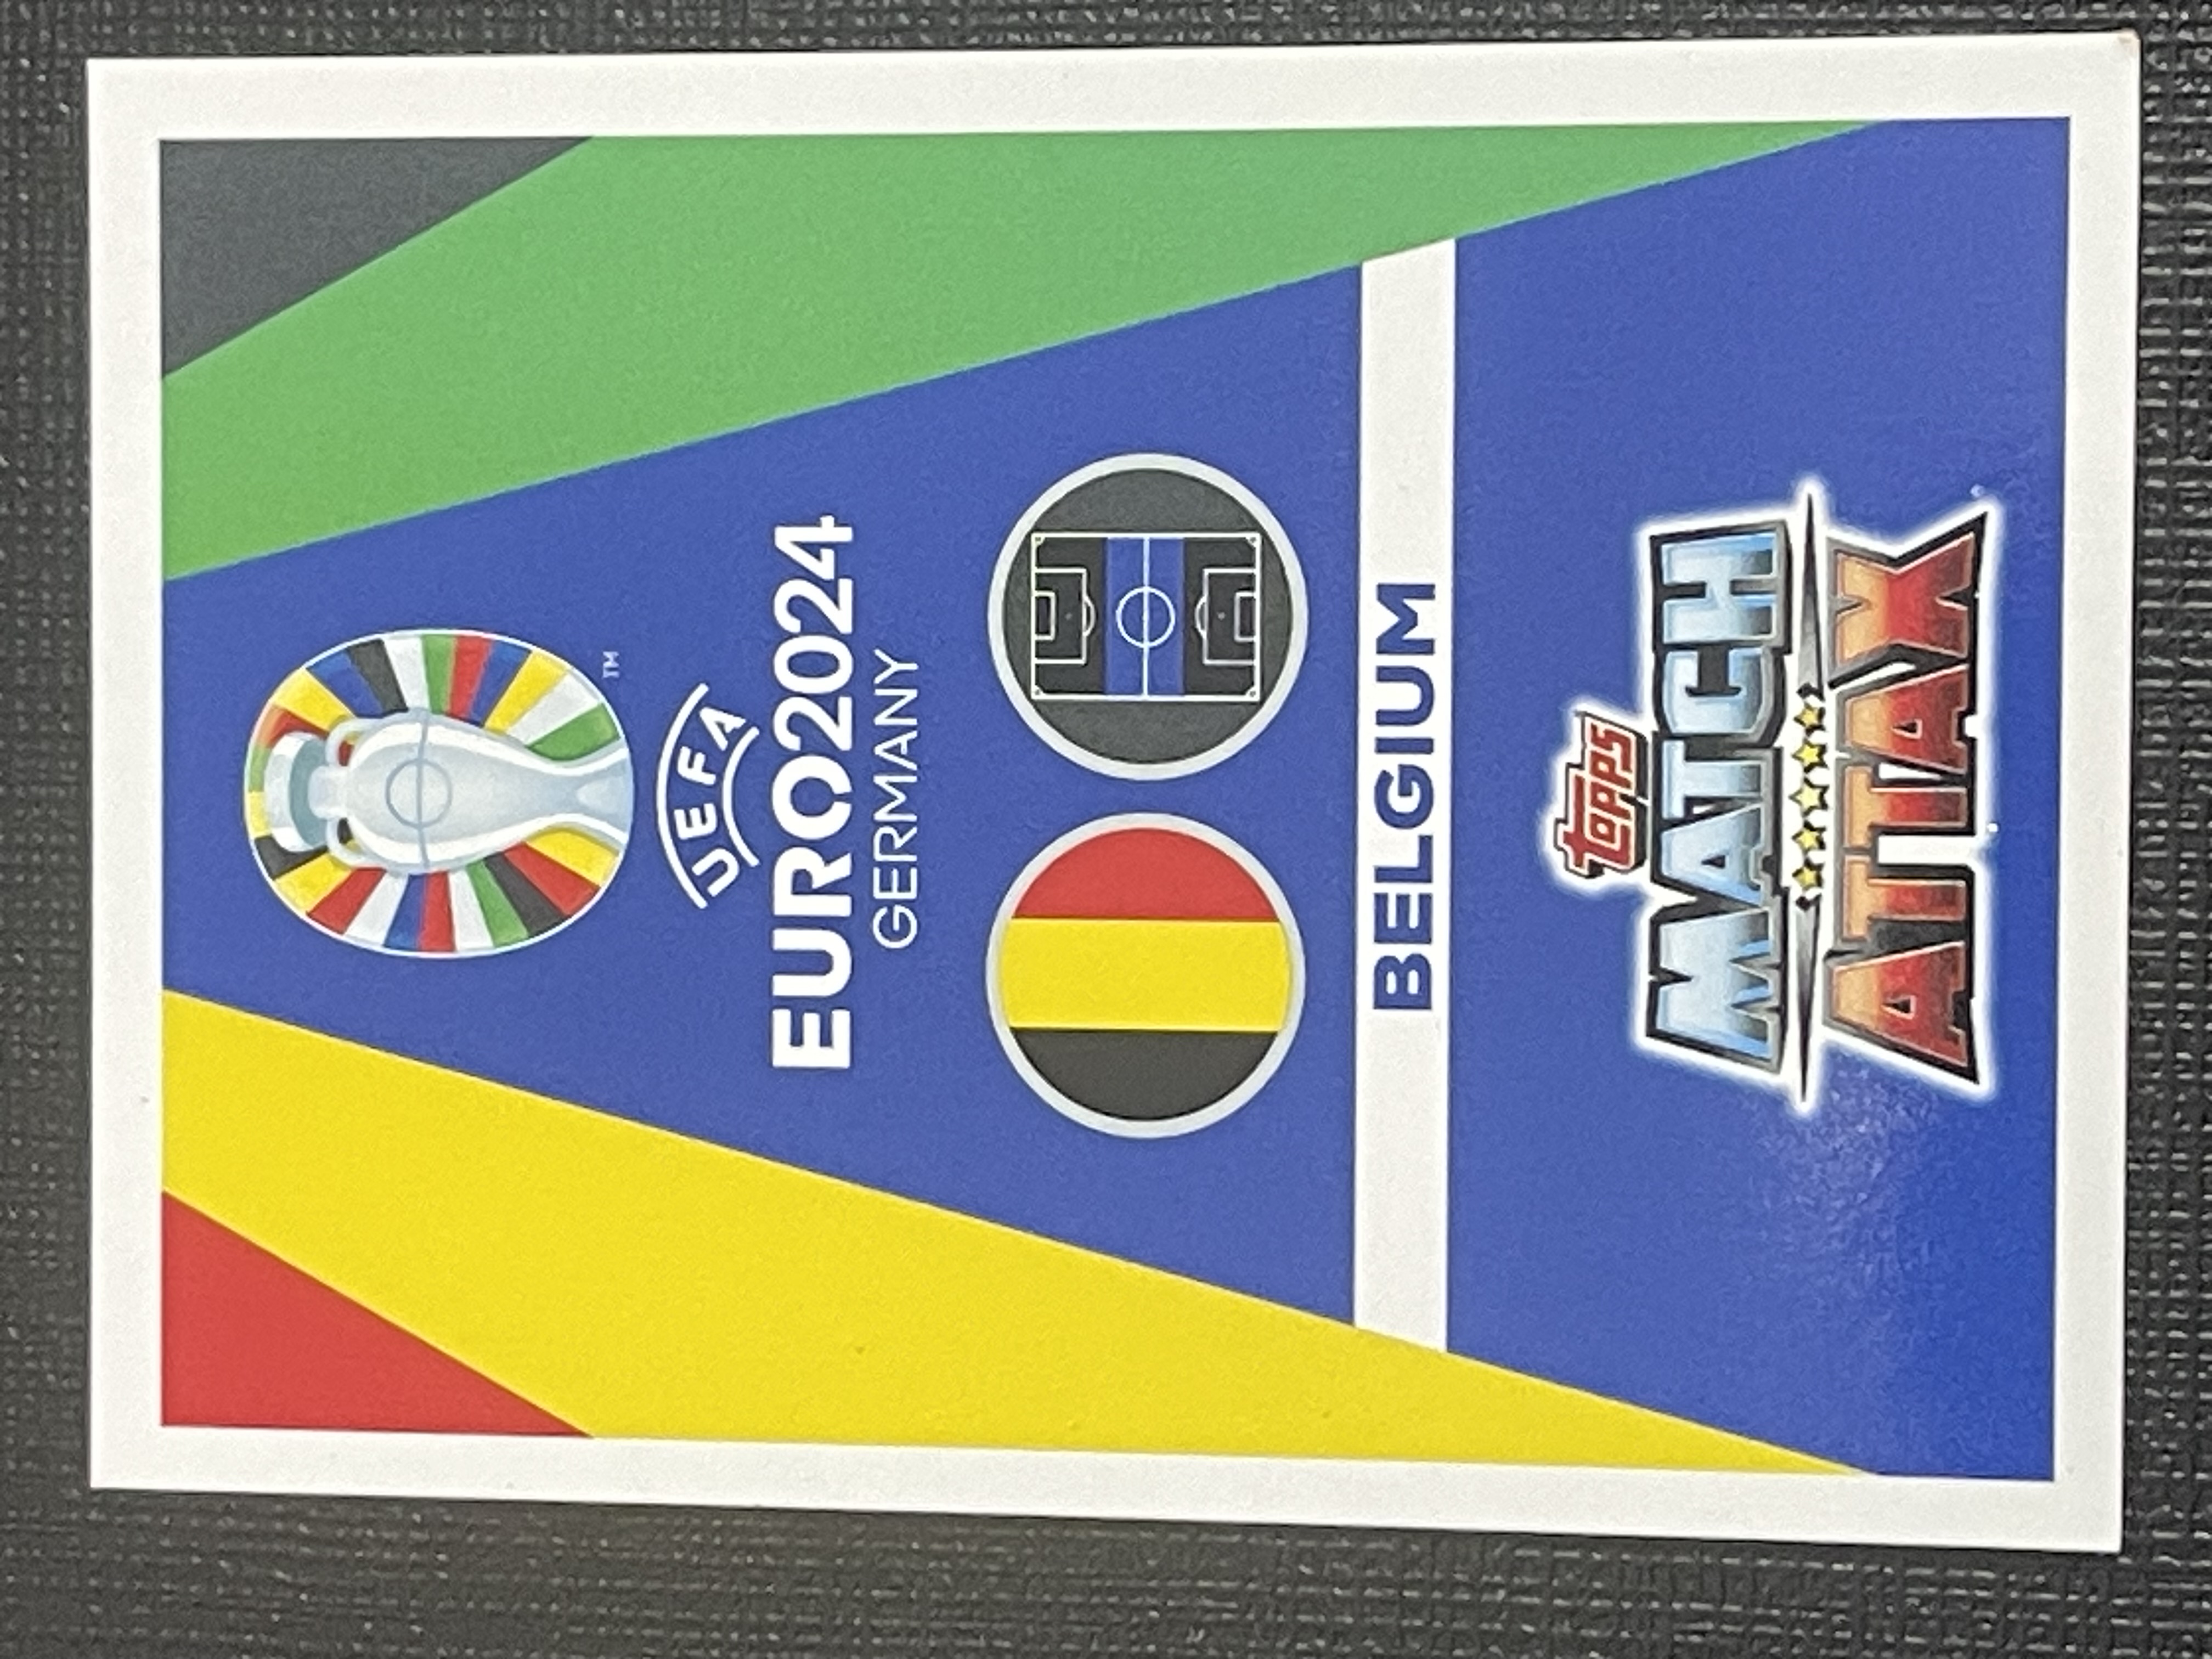 TM
UEFA
EURO2024
GERMANY
BELGIUM
topps
MATCH
ATTAX